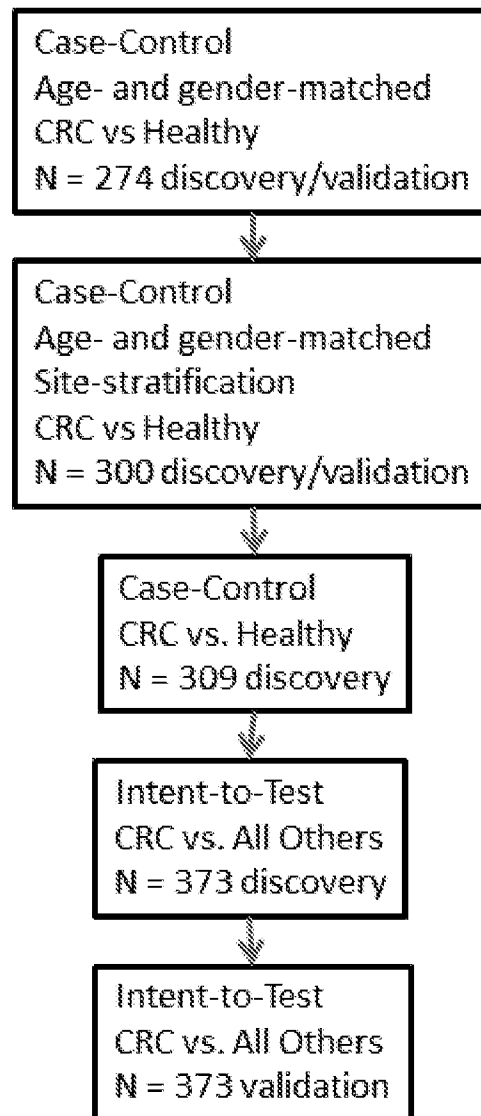 Case-Control
Age- and gender-matched
CRC vs Healthy
N = 274 discovery/validation
Case-Control
Age- and gender-matched
Site-stratification
CRC vs Healthy
N = 300 discovery/validation
Case-Control
CRC vs. Healthy
N = 309 discovery
Intent-to-Test
CRC vs. All Others
N = 373 discovery
Intent-to-Test
CRC vs. All Others
N = 373 validation